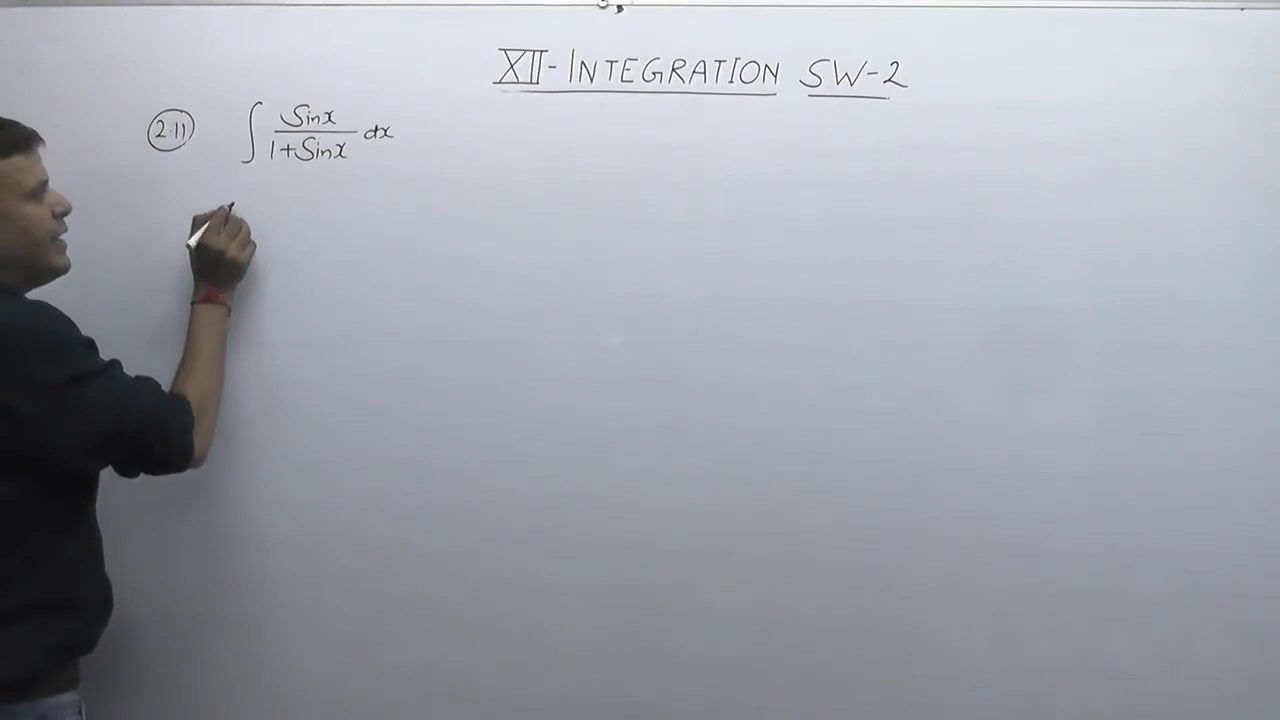 XII - INTEGRATION SW-2
2.11 ∫ Sinx / 1+Sinx dx